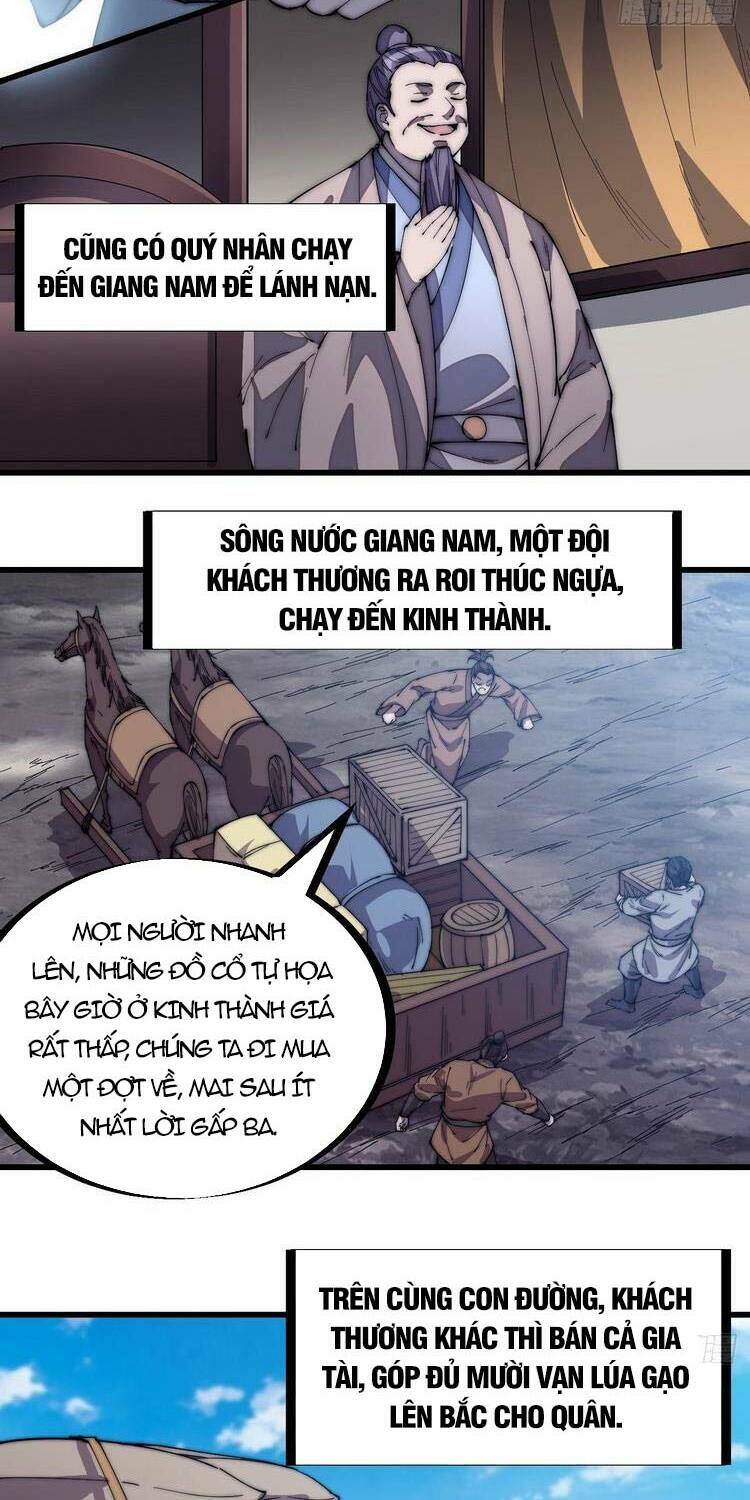 CŨNG CÓ QUÝ NHÂN CHẠY
ĐẾN GIANG NAM ĐỂ LÁNH NẠN.
SÔNG NƯỚC GIANG NAM, MỘT ĐỘI
KHÁCH THƯƠNG RA ROI THÚC NGỰA,
CHẠY ĐẾN KINH THÀNH.
MỌI NGƯỜI NHANH
LÊN, NHỮNG ĐỒ CỔ TỰ HỌA
BÂY GIỜ Ở KINH THÀNH GIÁ
RẤT THẤP, CHÚNG TA ĐI MUA
MỘT ĐỢT VỀ, MAI SAU ÍT
NHẤT LỜI GẤP BA.
TRÊN CÙNG CON ĐƯỜNG, KHÁCH
THƯƠNG KHÁC THÌ BÁN CẢ GIA
TÀI, GÓP ĐỦ MƯỜI VẠN LÚA GẠO
LÊN BẮC CHO QUÂN.